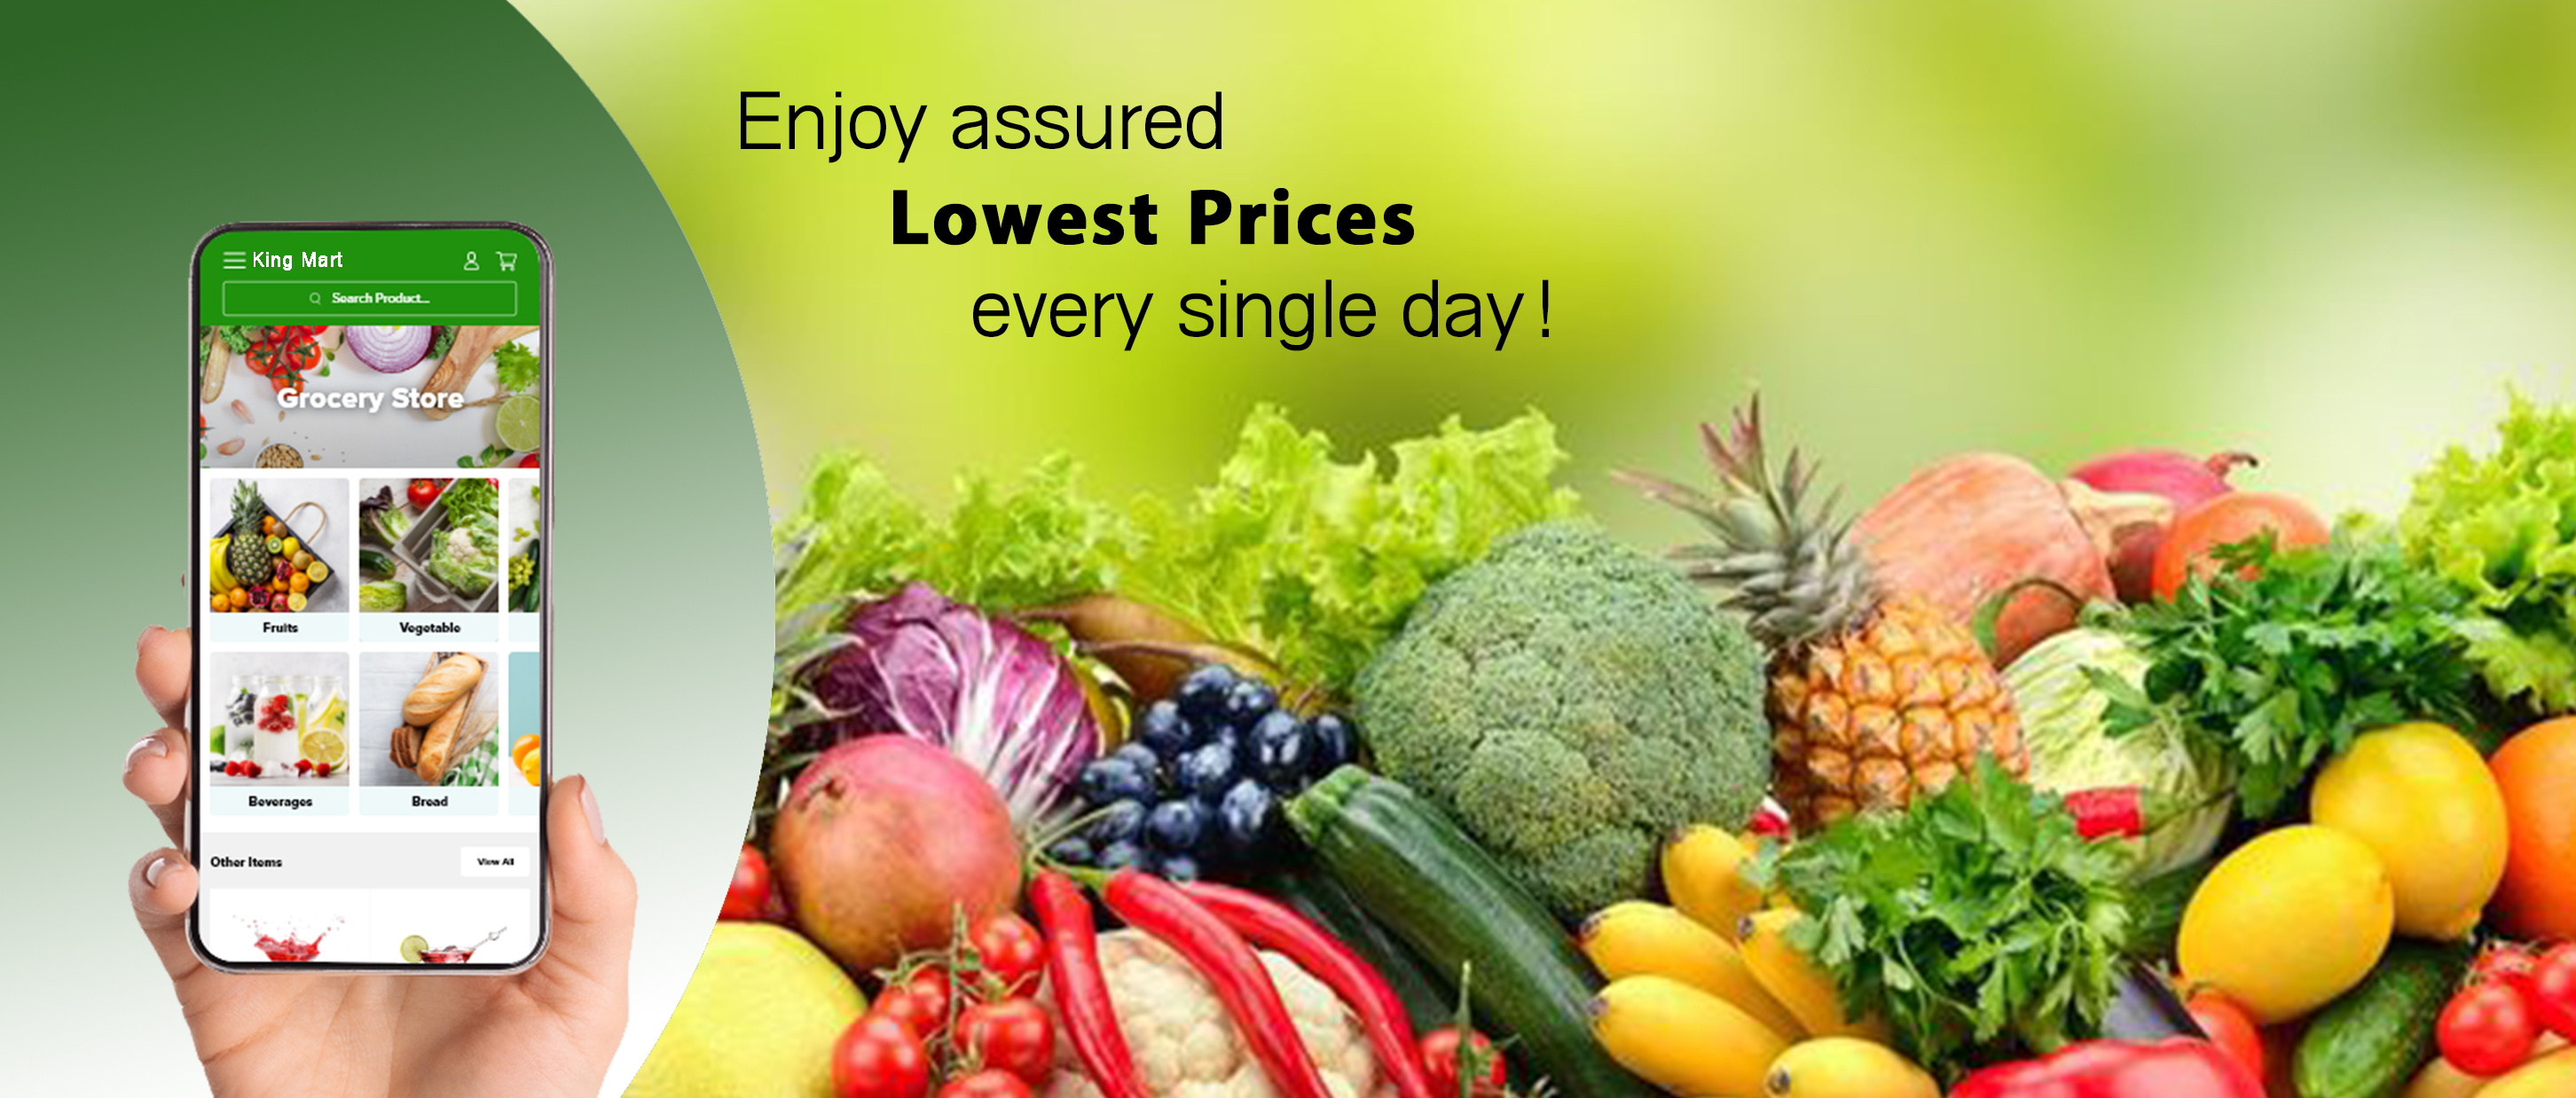 Enjoy assured
Lowest Prices
every single day !
King Mart
Search Product...
Grocery Store
Fruits
Vegetable
Beverages
Bread
Other Items
View All